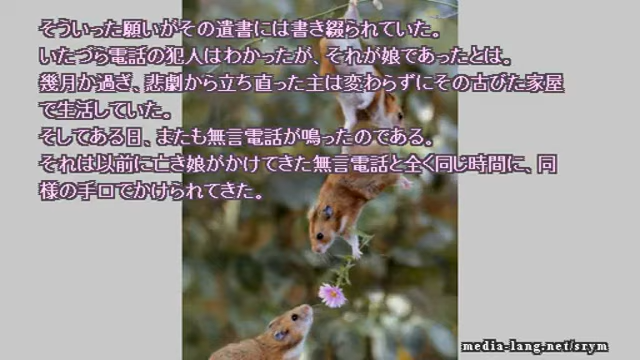 そういった願いがその遺書には書き綴られていた。
いたづら電話の犯人はわかったが、それが娘であったとは。
幾月か過ぎ、悲劇から立ち直った主は変わらずにその古びた家屋
で生活していた。
そしてある日、またも無言電話が鳴ったのである。
それは以前に亡き娘がかけてきた無言電話と全く同じ時間に、同
様の手口でかけられてきた。
media-lang.net/srym